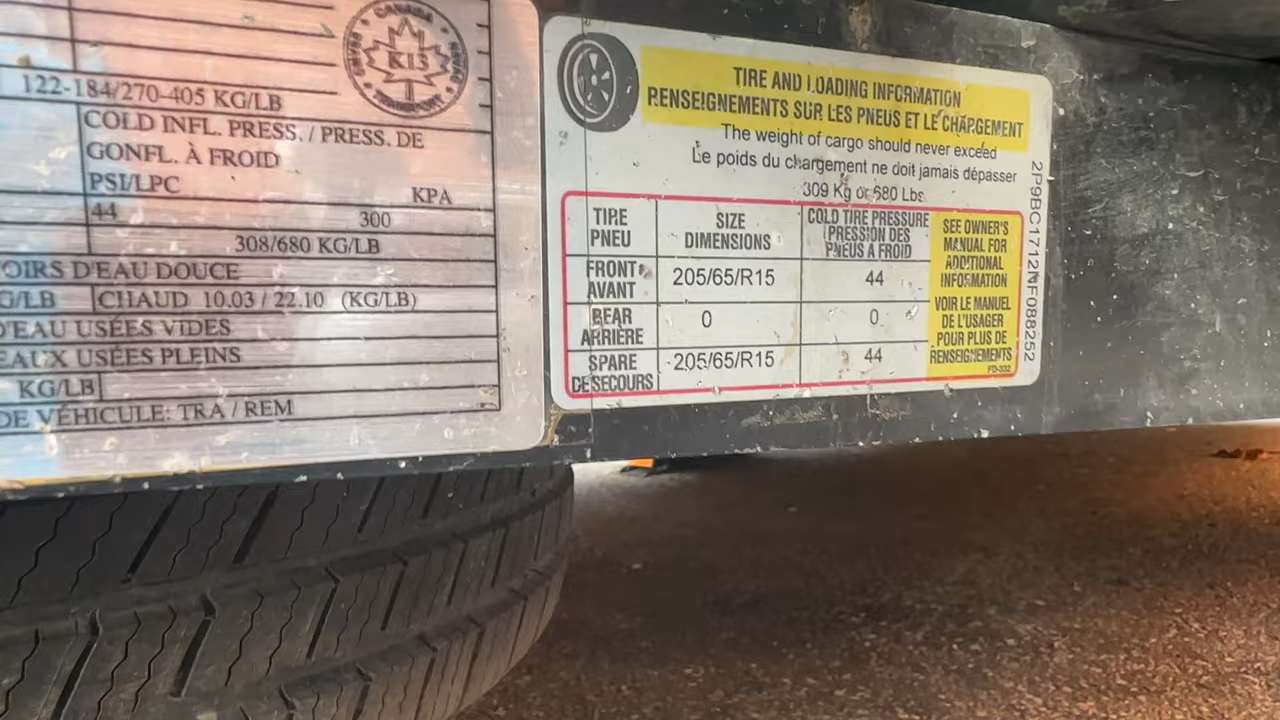 CANADA
K13
TRANSPORT
122-184/270-405 KG/LB
COLD INFL. PRESS. / PRESS. DE
GONFL. À FROID
PSI/LPC KPA
44 300
308/680 KG/LB
OIRS D'EAU DOUCE
G/LB CHAUD 10.03 / 22.10 (KG/LB)
D'EAU USÉES VIDES
EAUX USÉES PLEINS
KG/LB
DE VÉHICULE: TRA / REM
TIRE AND LOADING INFORMATION
RENSEIGNEMENTS SUR LES PNEUS ET LE CHARGEMENT
The weight of cargo should never exceed
Le poids du chargement ne doit jamais dépasser
309 Kg or 680 Lbs
TIRE
PNEU
SIZE
DIMENSIONS
COLD TIRE PRESSURE
PRESSION DES
PNEUS A FROID
FRONT
AVANT
205/65/R15
44
REAR
ARRIÈRE
0
0
SPARE
DE SECOURS
205/65/R15
44
SEE OWNER'S
MANUAL FOR
ADDITIONAL
INFORMATION
VOIR LE MANUEL
DE L'USAGER
POUR PLUS DE
RENSEIGNEMENTS
FD-332